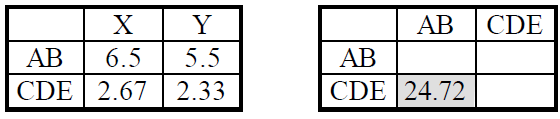 X Y
AB 6.5 5.5
CDE 2.67 2.33
AB CDE
AB
CDE 24.72